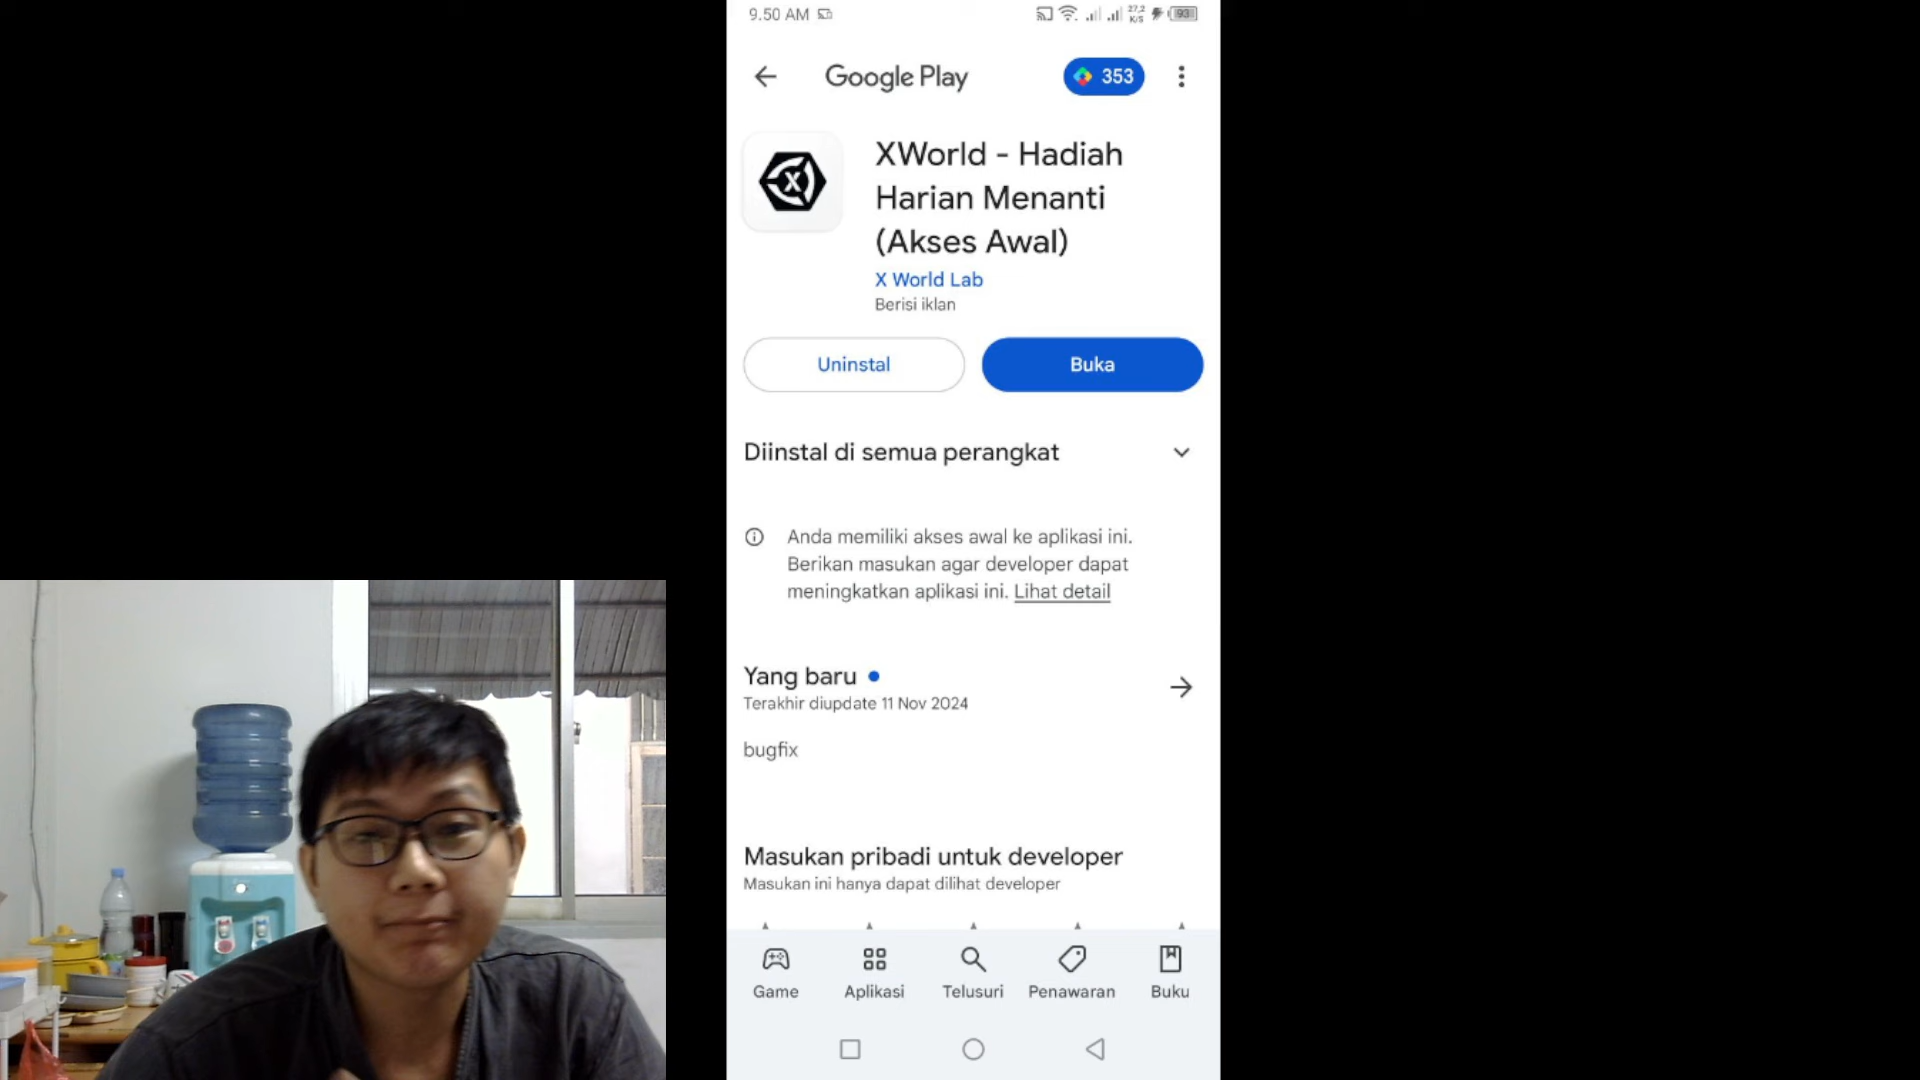 9.50 AM
27,2
K/S
93
Google Play
353
X
XWorld - Hadiah
Harian Menanti
(Akses Awal)
X World Lab
Berisi iklan
Uninstal
Buka
Diinstal di semua perangkat
Anda memiliki akses awal ke aplikasi ini.
Berikan masukan agar developer dapat
meningkatkan aplikasi ini. Lihat detail
Yang baru
Terakhir diupdate 11 Nov 2024
bugfix
Masukan pribadi untuk developer
Masukan ini hanya dapat dilihat developer
Game
Aplikasi
Telusuri
Penawaran
Buku